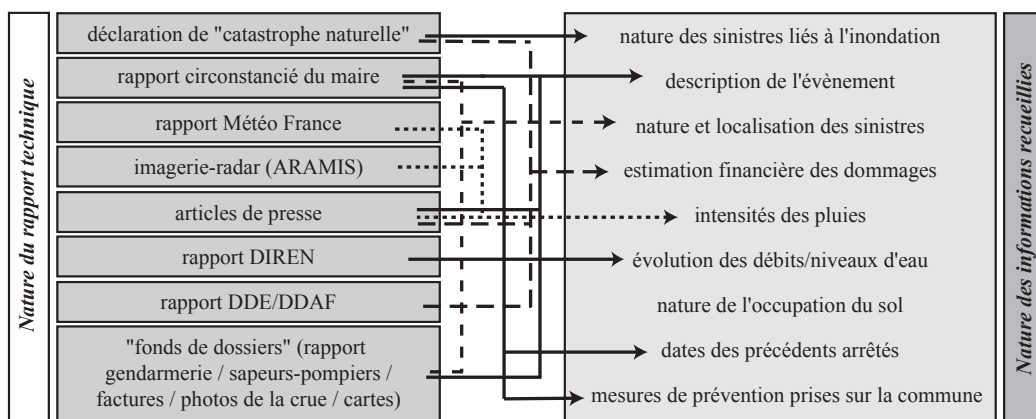 Nature du rapport technique
déclaration de "catastrophe naturelle"
rapport circonstancié du maire
rapport Météo France
imagerie-radar (ARAMIS)
articles de presse
rapport DIREN
rapport DDE/DDAF
"fonds de dossiers" (rapport
gendarmerie / sapeurs-pompiers /
factures / photos de la crue / cartes)
nature des sinistres liés à l'inondation
description de l'évènement
nature et localisation des sinistres
estimation financière des dommages
intensités des pluies
évolution des débits/niveaux d'eau
nature de l'occupation du sol
dates des précédents arrêtés
mesures de prévention prises sur la commune
Nature des informations recueillies